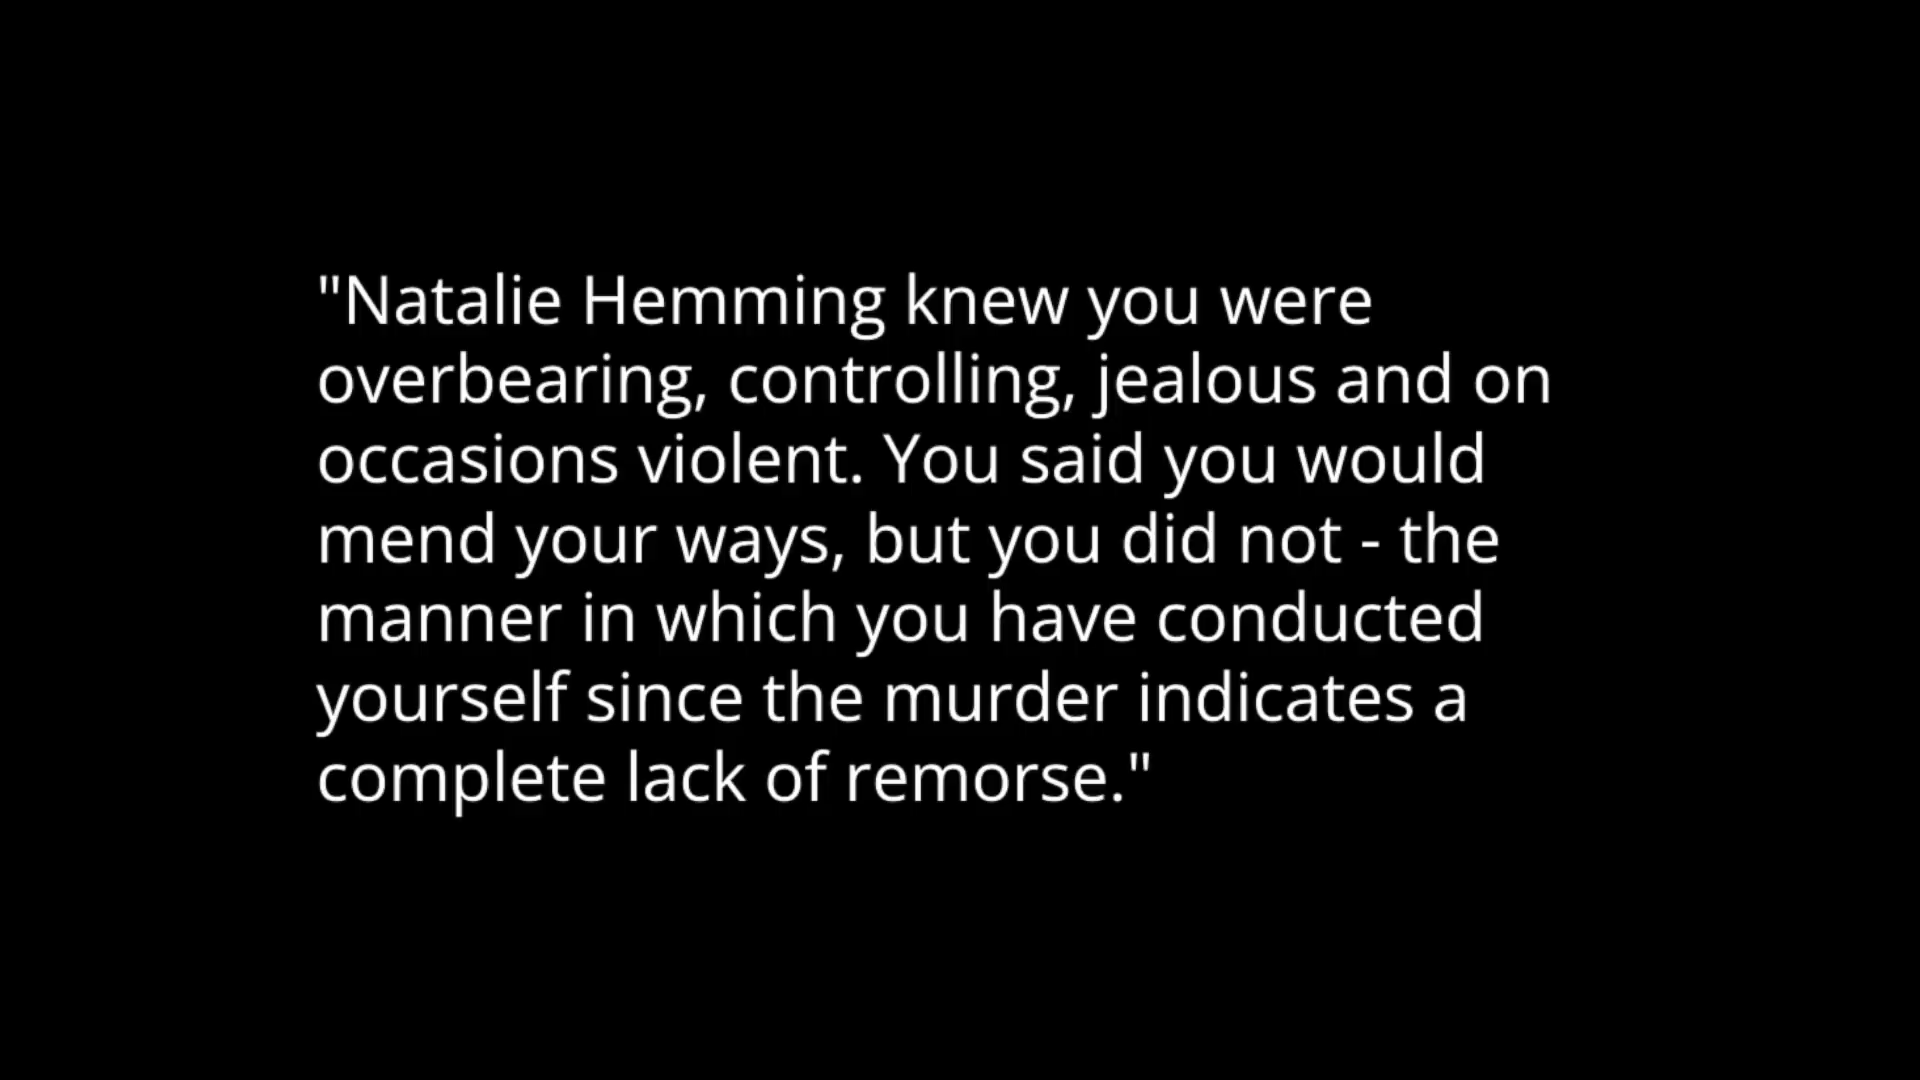 "Natalie Hemming knew you were
overbearing, controlling, jealous and on
occasions violent. You said you would
mend your ways, but you did not - the
manner in which you have conducted
yourself since the murder indicates a
complete lack of remorse."